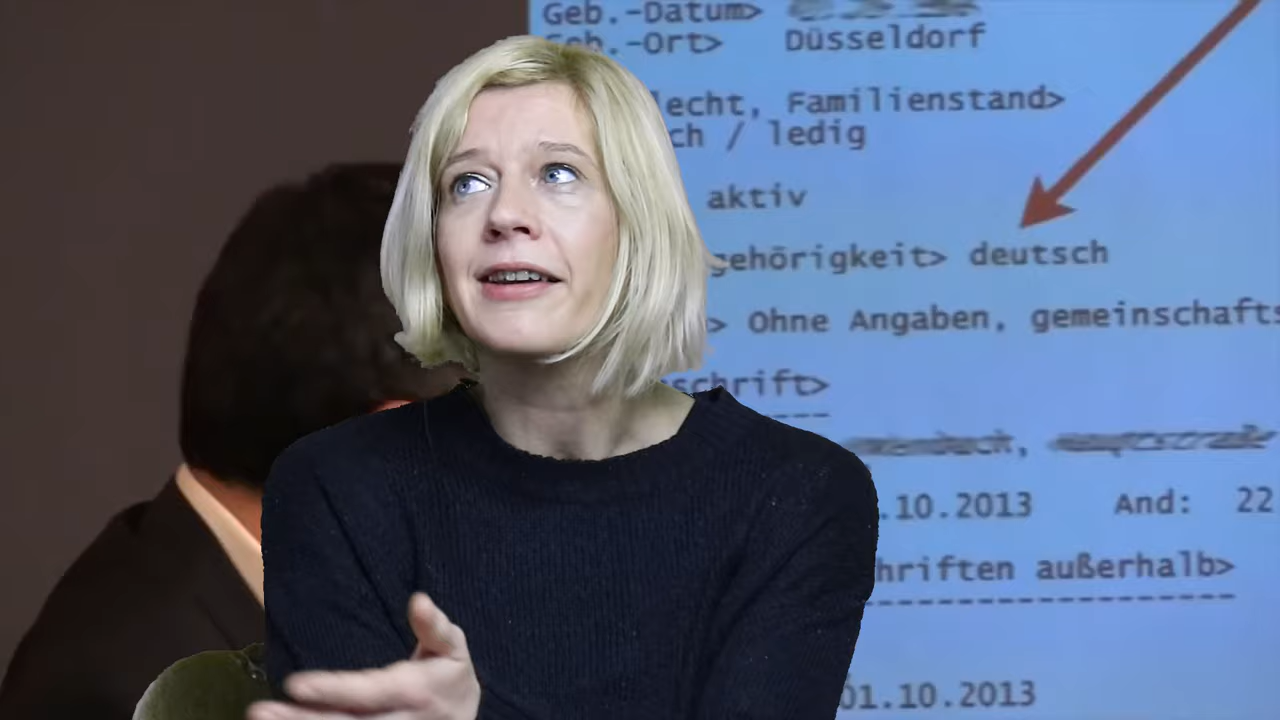 Geb.-Datum>
Geb.-Ort> Düsseldorf
lecht, Familienstand>
ch / ledig
aktiv
gehörigkeit> deutsch
> Ohne Angaben, gemeinschafts
schrift>
---------
.10.2013 And: 22
hriften außerhalb>
-----------------------------
01.10.2013